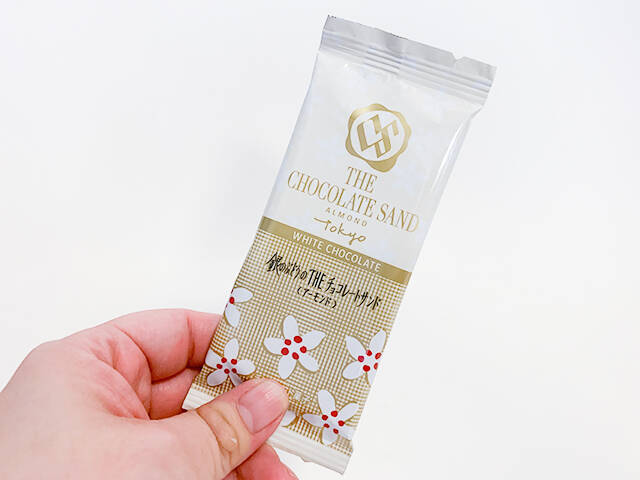 CS
THE
CHOCOLATE SAND
ALMOND
Tokyo
WHITE CHOCOLATE
銀のぶどうのTHEチョコレートサンド
(アーモンド)